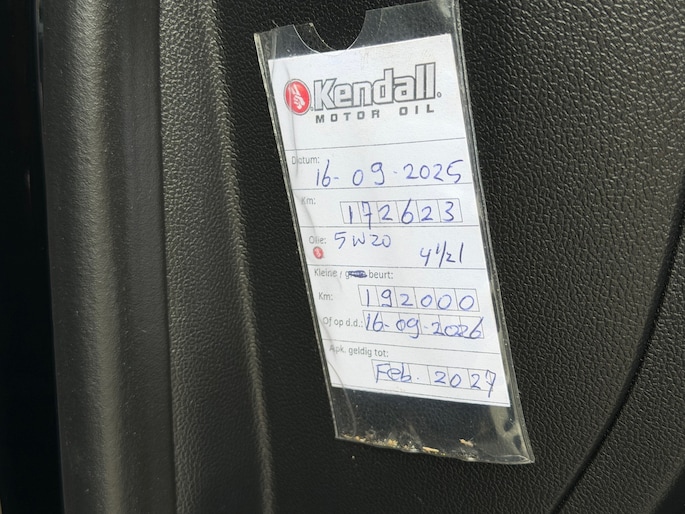 Kendall.
MOTOR OIL
Datum:
16-09-2025
Km:
172623
Olie: 5W20
4 1/2 l
Kleine / beurt:
Km: 192000
Of op d.d.: 16-09-2026
Apk. geldig tot:
Feb. 2027